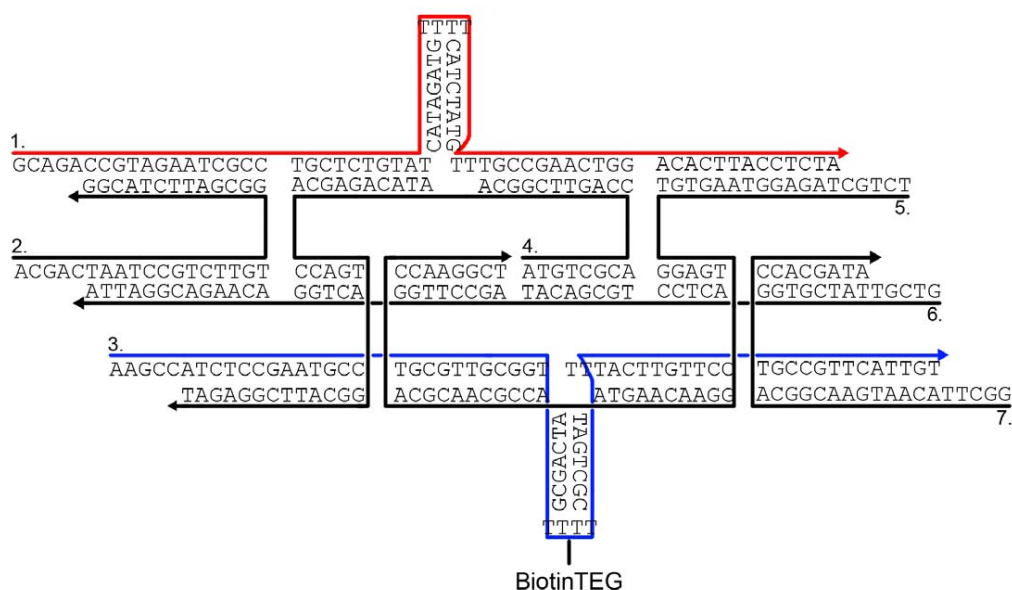 TTTT
CATAGATG
CATCTATG
1.
GCAGACCGTAGAATCGCC TGCTCTGTAT TTTGCCGAACTGG ACACTTACCTCTA
GGCATCTTAGCGG ACGAGACATA ACGGCTTGACC TGTGAATGGAGATCGTCT
5.
2. 4.
ACGACTAATCCGTCTTGT CCAGT CCAAGGCT ATGTCGCA GGAGT CCACGATA
ATTAGGCAGAACA GGTCA GGTTCCGA TACAGCGT CCTCA GGTGCTATTGCTG
6.
3.
AAGCCATCTCCGAATGCC TGCGTTGCGGT TTTACTTGTTCC TGCCGTTCATTGT
TAGAGGCTTACGG ACGCAACGCCA ATGAACAAGG ACGGCAAGTAACATTCGG
7.
GCGACTA
TAGTCGC
TTTT
BiotinTEG